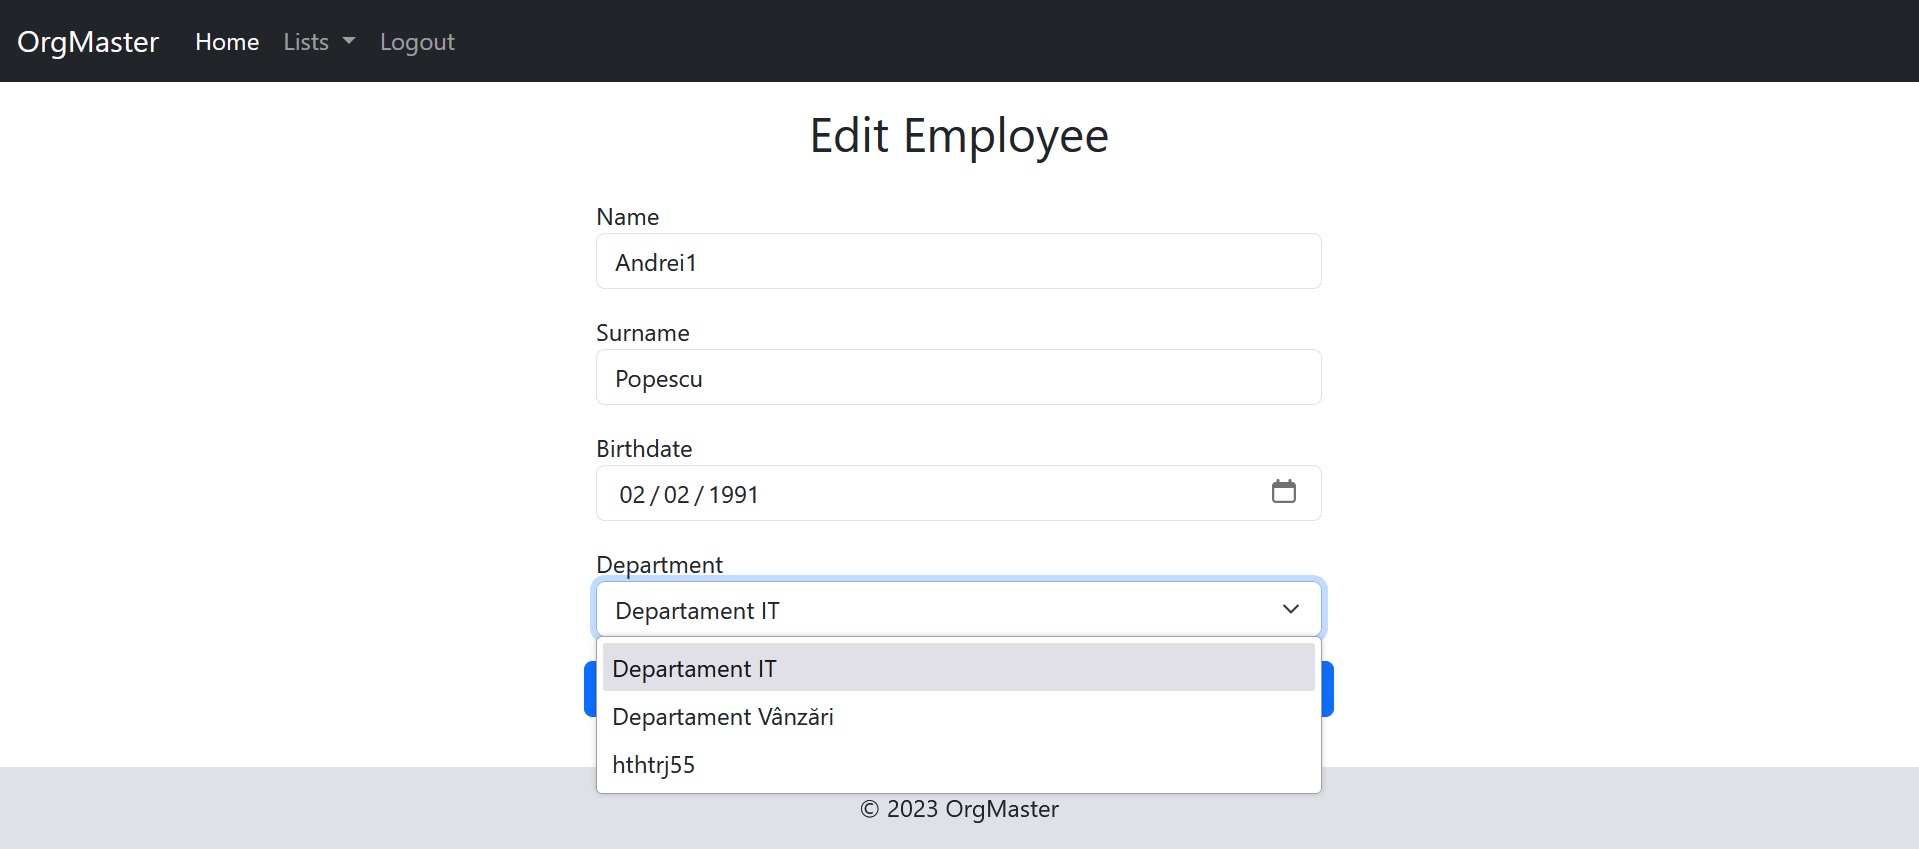 OrgMaster Home Lists Logout
Edit Employee
Name
Andrei1
Surname
Popescu
Birthdate
02/02/1991
Department
Departament IT
Departament IT
Departament Vânzări
hthtrj55
© 2023 OrgMaster